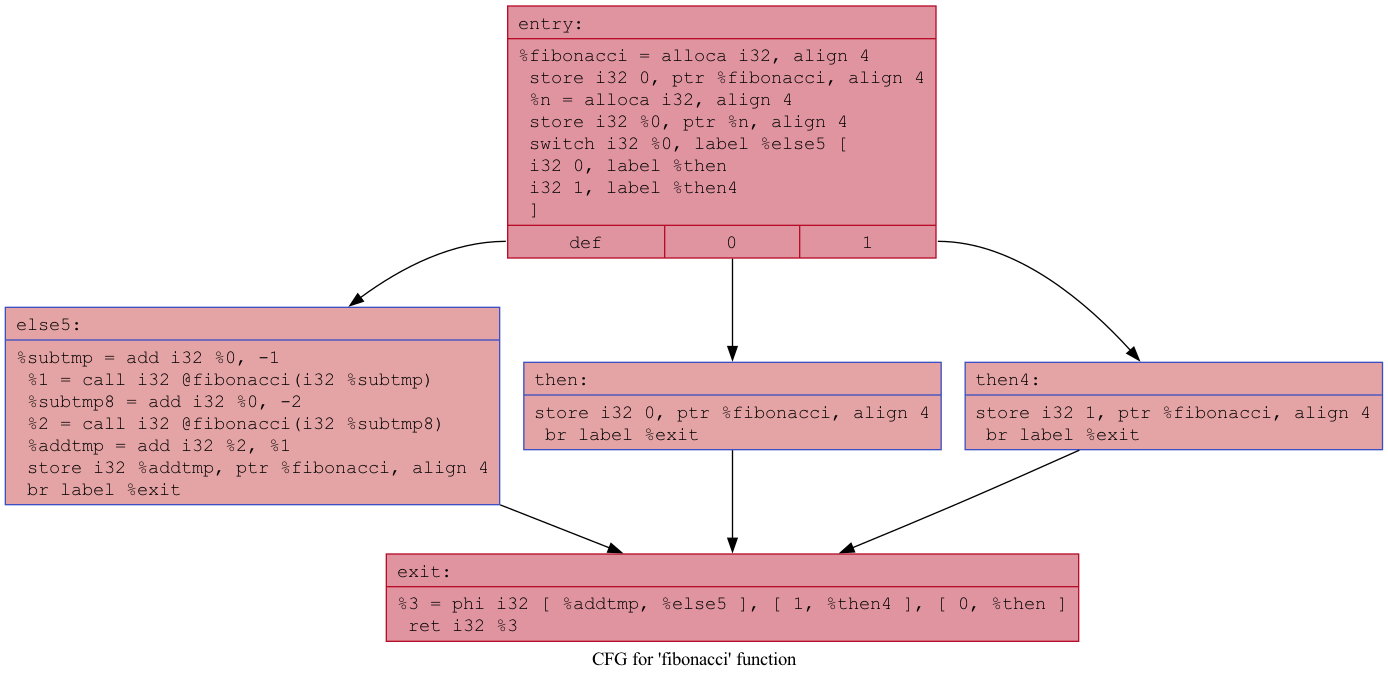 entry:
%fibonacci = alloca i32, align 4
store i32 0, ptr %fibonacci, align 4
%n = alloca i32, align 4
store i32 %0, ptr %n, align 4
switch i32 %0, label %else5 [
i32 0, label %then
i32 1, label %then4
]
def 0 1
else5:
%subtmp = add i32 %0, -1
%1 = call i32 @fibonacci(i32 %subtmp)
%subtmp8 = add i32 %0, -2
%2 = call i32 @fibonacci(i32 %subtmp8)
%addtmp = add i32 %2, %1
store i32 %addtmp, ptr %fibonacci, align 4
br label %exit
then:
store i32 0, ptr %fibonacci, align 4
br label %exit
then4:
store i32 1, ptr %fibonacci, align 4
br label %exit
exit:
%3 = phi i32 [ %addtmp, %else5 ], [ 1, %then4 ], [ 0, %then ]
ret i32 %3
CFG for 'fibonacci' function